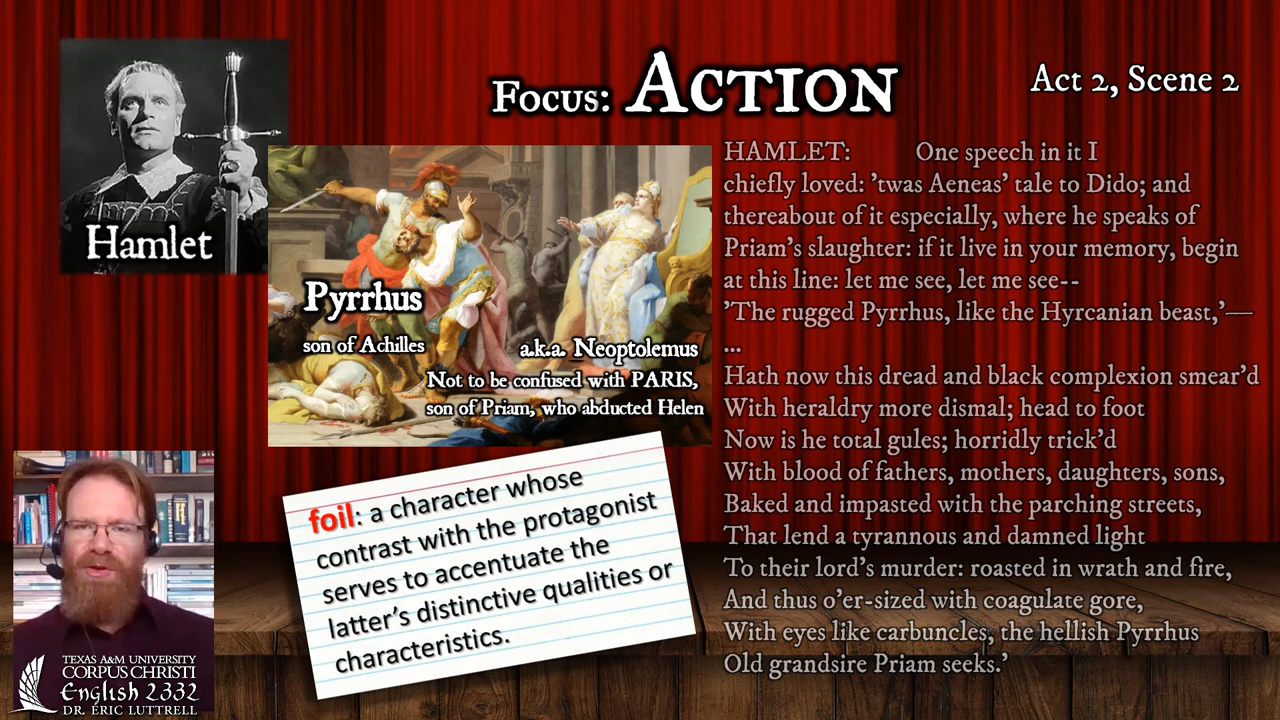 Focus: ACTION
Act 2, Scene 2
Hamlet
Pyrrhus
son of Achilles
a.k.a. Neoptolemus
Not to be confused with PARIS,
son of Priam, who abducted Helen
foil: a character whose
contrast with the protagonist
serves to accentuate the
latter's distinctive qualities or
characteristics.
HAMLET: One speech in it I
chiefly loved: 'twas Aeneas' tale to Dido; and
thereabout of it especially, where he speaks of
Priam's slaughter: if it live in your memory, begin
at this line: let me see, let me see--
'The rugged Pyrrhus, like the Hyrcanian beast,'—
...
Hath now this dread and black complexion smear'd
With heraldry more dismal; head to foot
Now is he total gules; horridly trick'd
With blood of fathers, mothers, daughters, sons,
Baked and impasted with the parching streets,
That lend a tyrannous and damned light
To their lord's murder: roasted in wrath and fire,
And thus o'er-sized with coagulate gore,
With eyes like carbuncles, the hellish Pyrrhus
Old grandsire Priam seeks.'
TEXAS A&M UNIVERSITY
CORPUS CHRISTI
English 2332
DR. ERIC LUTTRELL